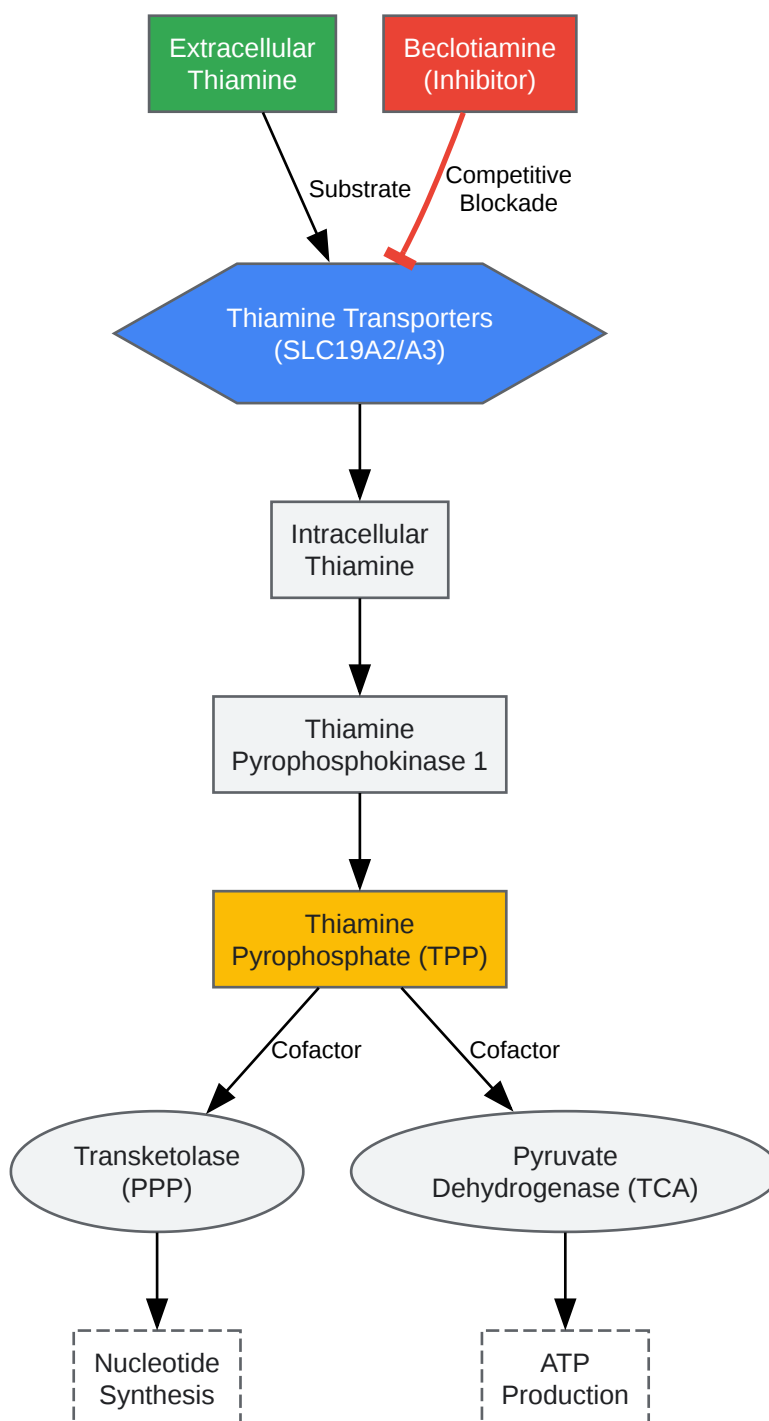 Extracellular
Thiamine
Beclotiamine
(Inhibitor)
Substrate
Competitive
Blockade
Thiamine Transporters
(SLC19A2/A3)
Intracellular
Thiamine
Thiamine
Pyrophosphokinase 1
Thiamine
Pyrophosphate (TPP)
Cofactor
Cofactor
Transketolase
(PPP)
Pyruvate
Dehydrogenase (TCA)
Nucleotide
Synthesis
ATP
Production